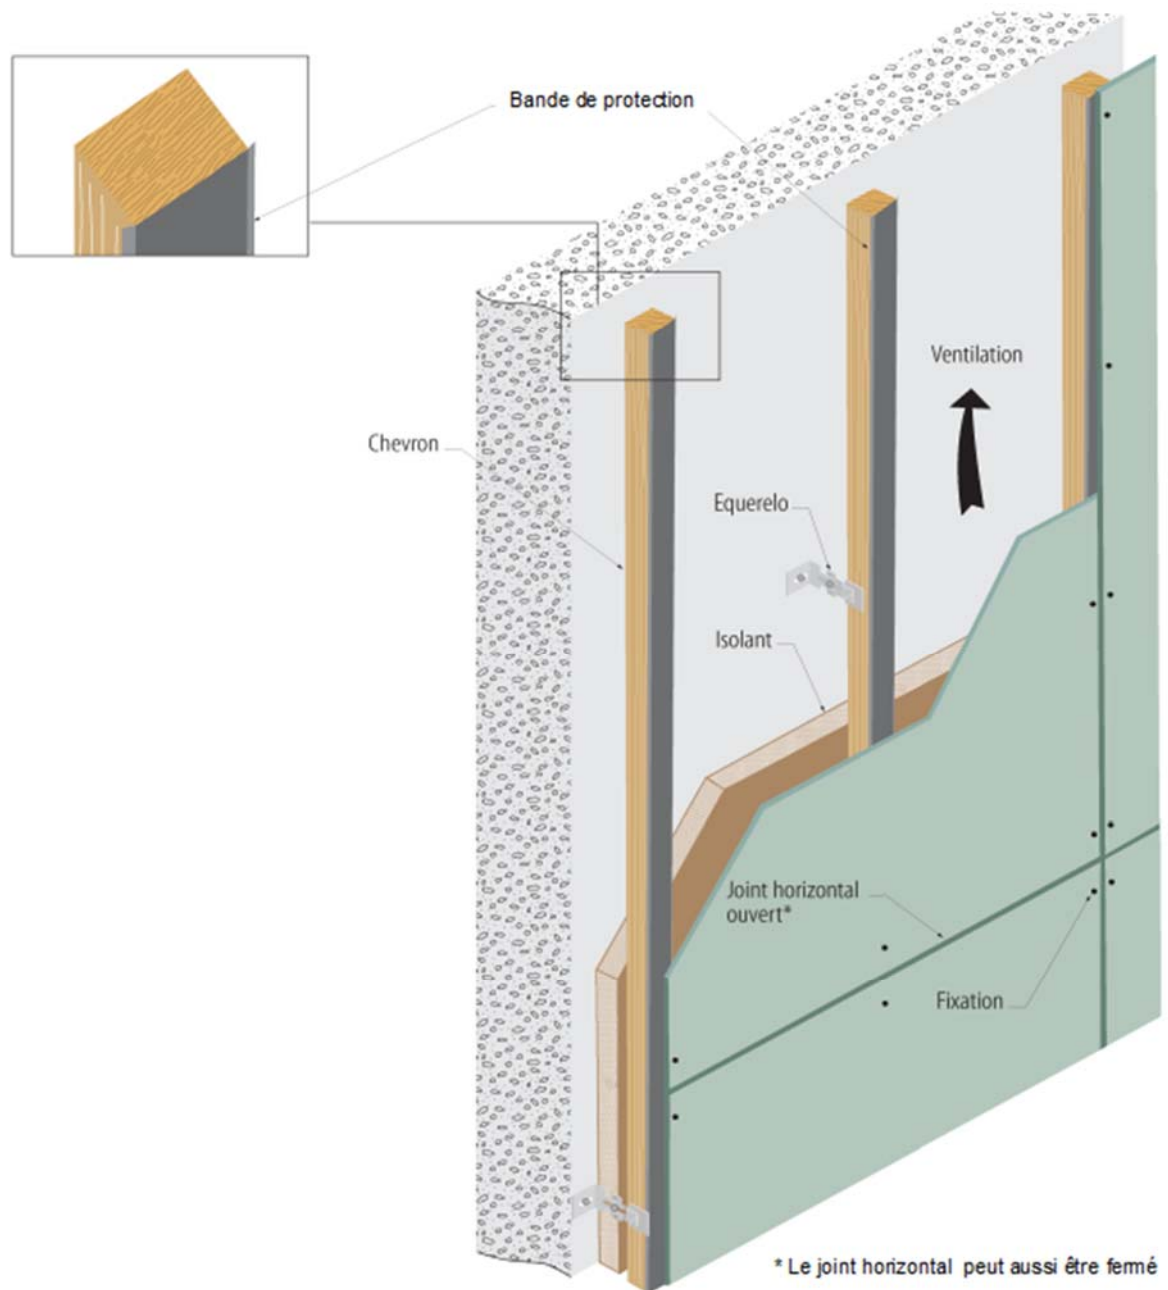 Bande de protection
Ventilation
Chevron
Equerelo
Isolant
Joint horizontal
ouvert*
Fixation
* Le joint horizontal peut aussi être fermé